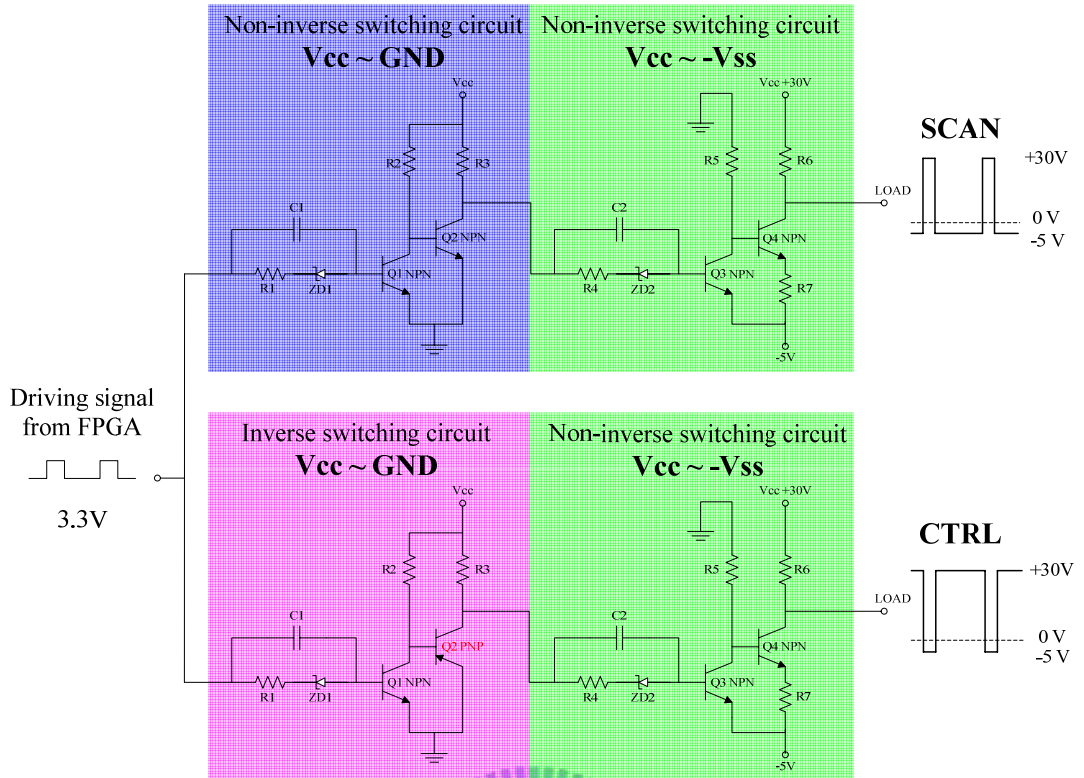 Non-inverse switching circuit
Vcc ~ GND
Non-inverse switching circuit
Vcc ~ -Vss
Vcc
R2
R3
C1
Q2 NPN
Q1 NPN
R1
ZD1
Vcc +30V
R5
R6
LOAD
C2
Q4 NPN
Q3 NPN
R4
ZD2
R7
-5V
SCAN
+30V
0 V
-5 V
Driving signal
from FPGA
3.3V
Inverse switching circuit
Vcc ~ GND
Non-inverse switching circuit
Vcc ~ -Vss
Vcc
R2
R3
C1
Q2 PNP
Q1 NPN
R1
ZD1
Vcc +30V
R5
R6
LOAD
C2
Q4 NPN
Q3 NPN
R4
ZD2
R7
-5V
CTRL
+30V
0 V
-5 V